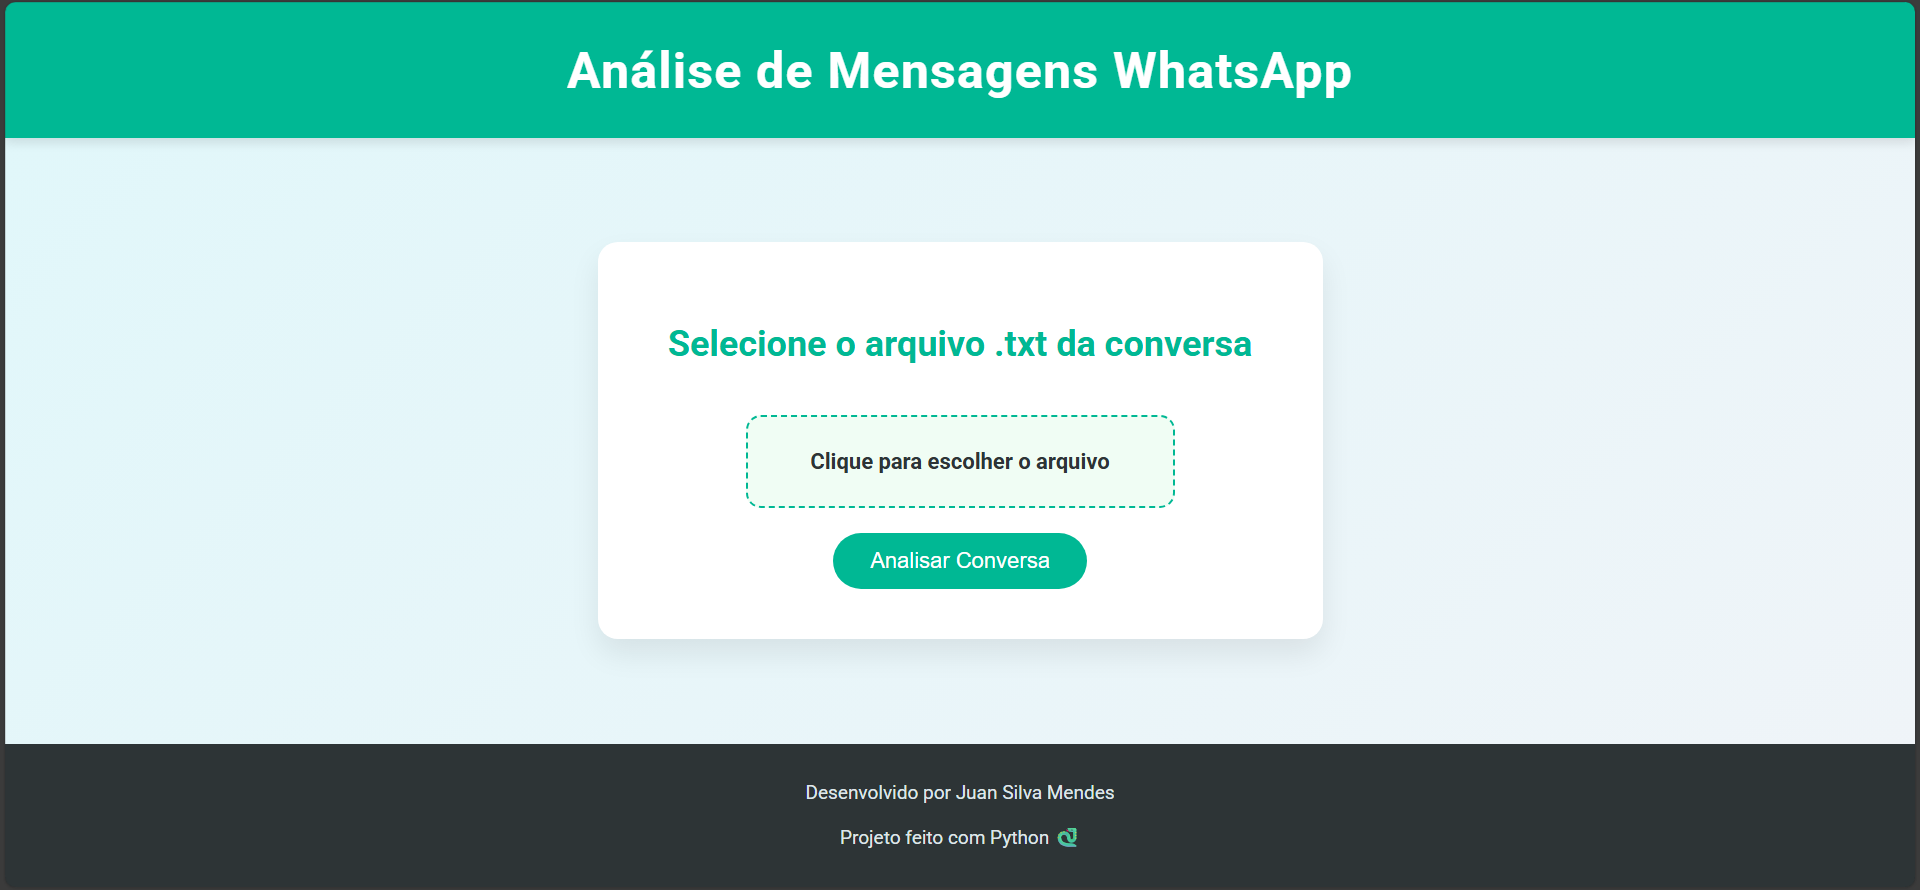 Análise de Mensagens WhatsApp
Selecione o arquivo .txt da conversa
Clique para escolher o arquivo
Analisar Conversa
Desenvolvido por Juan Silva Mendes
Projeto feito com Python